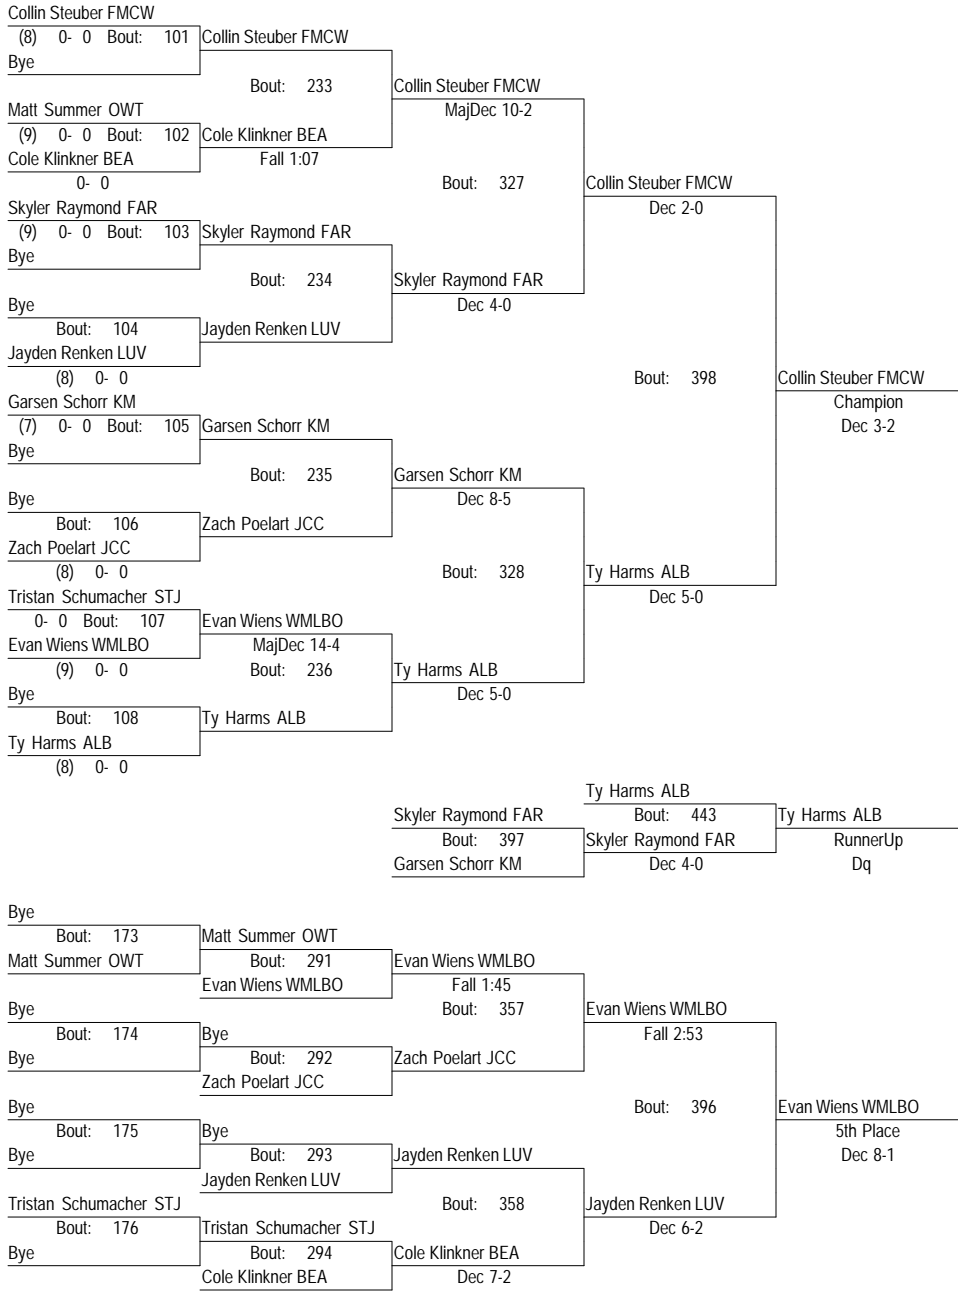 Collin Steuber FMCW
(8) 0- 0 Bout: 101 Collin Steuber FMCW
Bye
Bout: 233 Collin Steuber FMCW
Matt Summer OWT MajDec 10-2
(9) 0- 0 Bout: 102 Cole Klinkner BEA
Cole Klinkner BEA Fall 1:07
0- 0 Bout: 327 Collin Steuber FMCW
Skyler Raymond FAR Dec 2-0
(9) 0- 0 Bout: 103 Skyler Raymond FAR
Bye
Bout: 234 Skyler Raymond FAR
Bye Dec 4-0
Bout: 104 Jayden Renken LUV
Jayden Renken LUV
(8) 0- 0 Bout: 398 Collin Steuber FMCW
Garsen Schorr KM Champion
(7) 0- 0 Bout: 105 Garsen Schorr KM Dec 3-2
Bye
Bout: 235 Garsen Schorr KM
Bye Dec 8-5
Bout: 106 Zach Poelart JCC
Zach Poelart JCC
(8) 0- 0 Bout: 328 Ty Harms ALB
Tristan Schumacher STJ Dec 5-0
0- 0 Bout: 107 Evan Wiens WMLBO
Evan Wiens WMLBO MajDec 14-4
(9) 0- 0 Bout: 236 Ty Harms ALB
Bye Dec 5-0
Bout: 108 Ty Harms ALB
Ty Harms ALB
(8) 0- 0
Ty Harms ALB
Skyler Raymond FAR Bout: 443 Ty Harms ALB
Bout: 397 Skyler Raymond FAR RunnerUp
Garsen Schorr KM Dec 4-0 Dq
Bye
Bout: 173 Matt Summer OWT
Matt Summer OWT Bout: 291 Evan Wiens WMLBO
Evan Wiens WMLBO Fall 1:45
Bye Bout: 357 Evan Wiens WMLBO
Bout: 174 Bye Fall 2:53
Bye Bout: 292 Zach Poelart JCC
Zach Poelart JCC
Bye Bout: 396 Evan Wiens WMLBO
Bout: 175 Bye 5th Place
Bye Bout: 293 Jayden Renken LUV Dec 8-1
Jayden Renken LUV
Tristan Schumacher STJ Bout: 358 Jayden Renken LUV
Bout: 176 Tristan Schumacher STJ Dec 6-2
Bye Bout: 294 Cole Klinkner BEA
Cole Klinkner BEA Dec 7-2